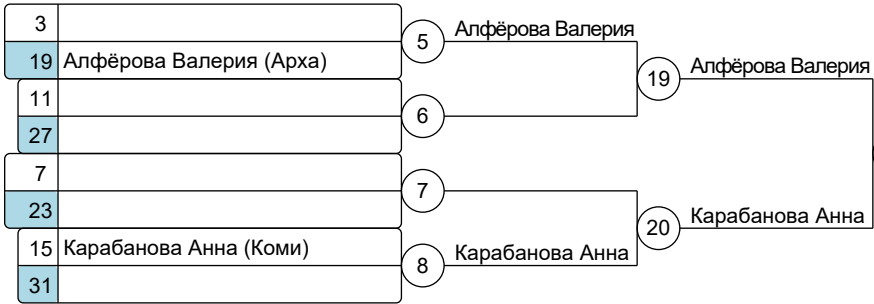 3
19 Алфёрова Валерия (Арха)
11
27
7
23
15 Карабанова Анна (Коми)
31
5
6
7
8
Алфёрова Валерия
Карабанова Анна
19
20
Алфёрова Валерия
Карабанова Анна